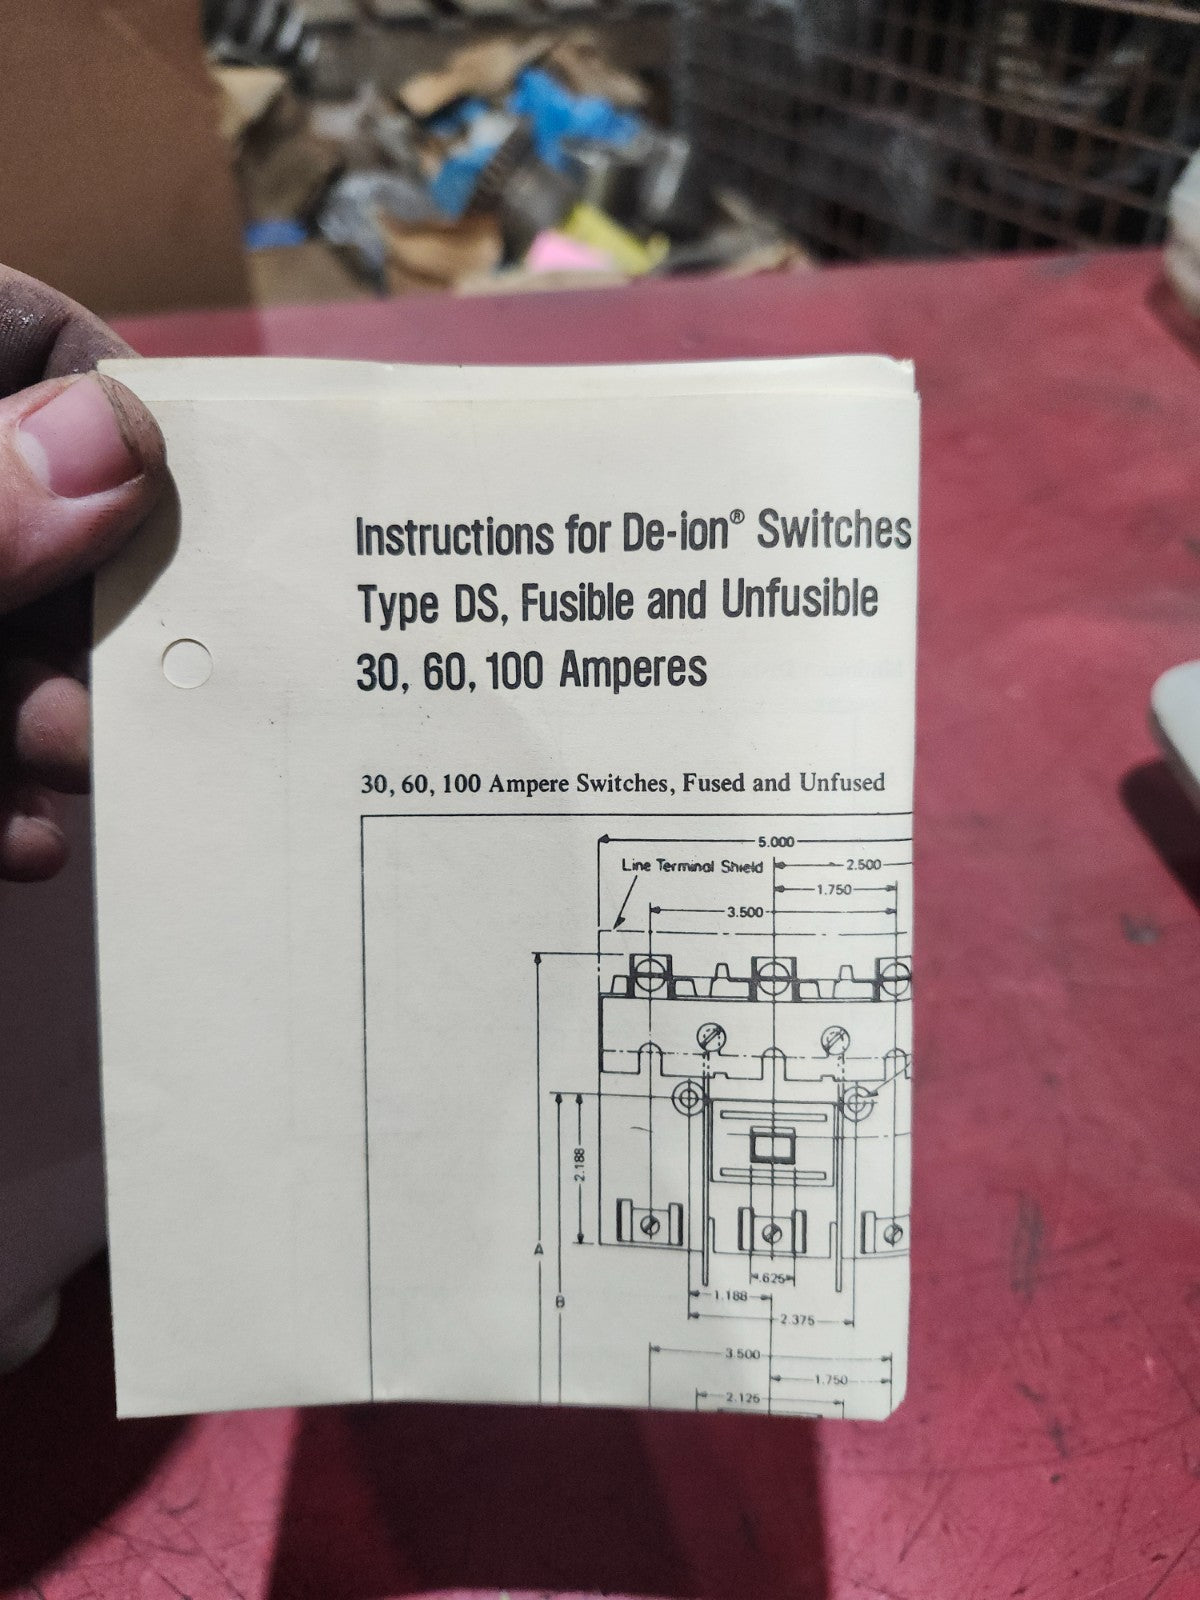 Instructions for De-ion® Switches
Type DS, Fusible and Unfusible
30, 60, 100 Amperes
30, 60, 100 Ampere Switches, Fused and Unfused
5.000
Line Terminal Shield
2.500
1.750
3.500
2.188
A
.625
1.188
B
2.375
3.500
1.750
2.125